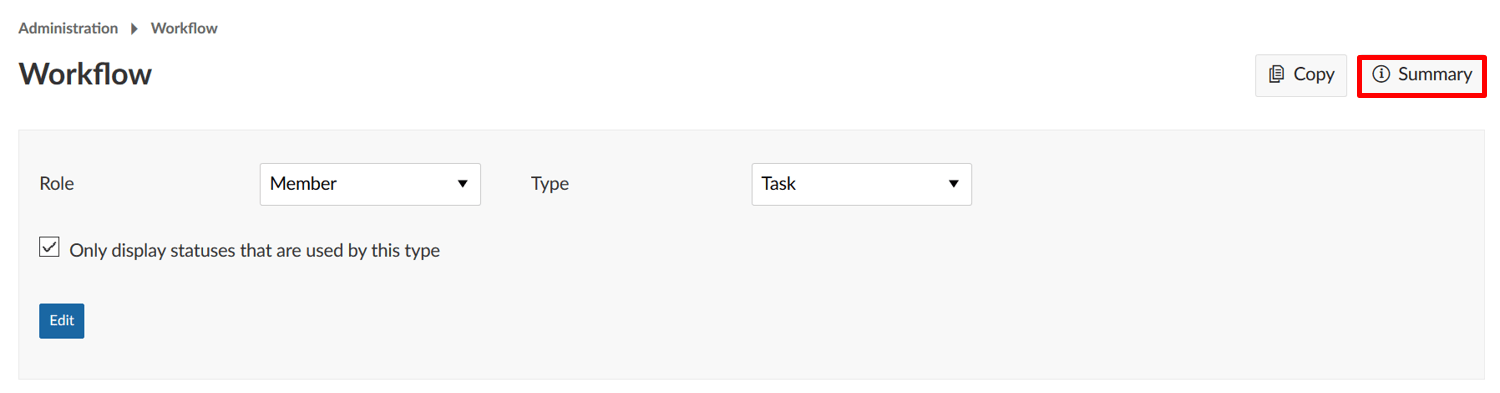 Administration Workflow
Workflow
Copy
Summary
Role
Member
Type
Task
Only display statuses that are used by this type
Edit